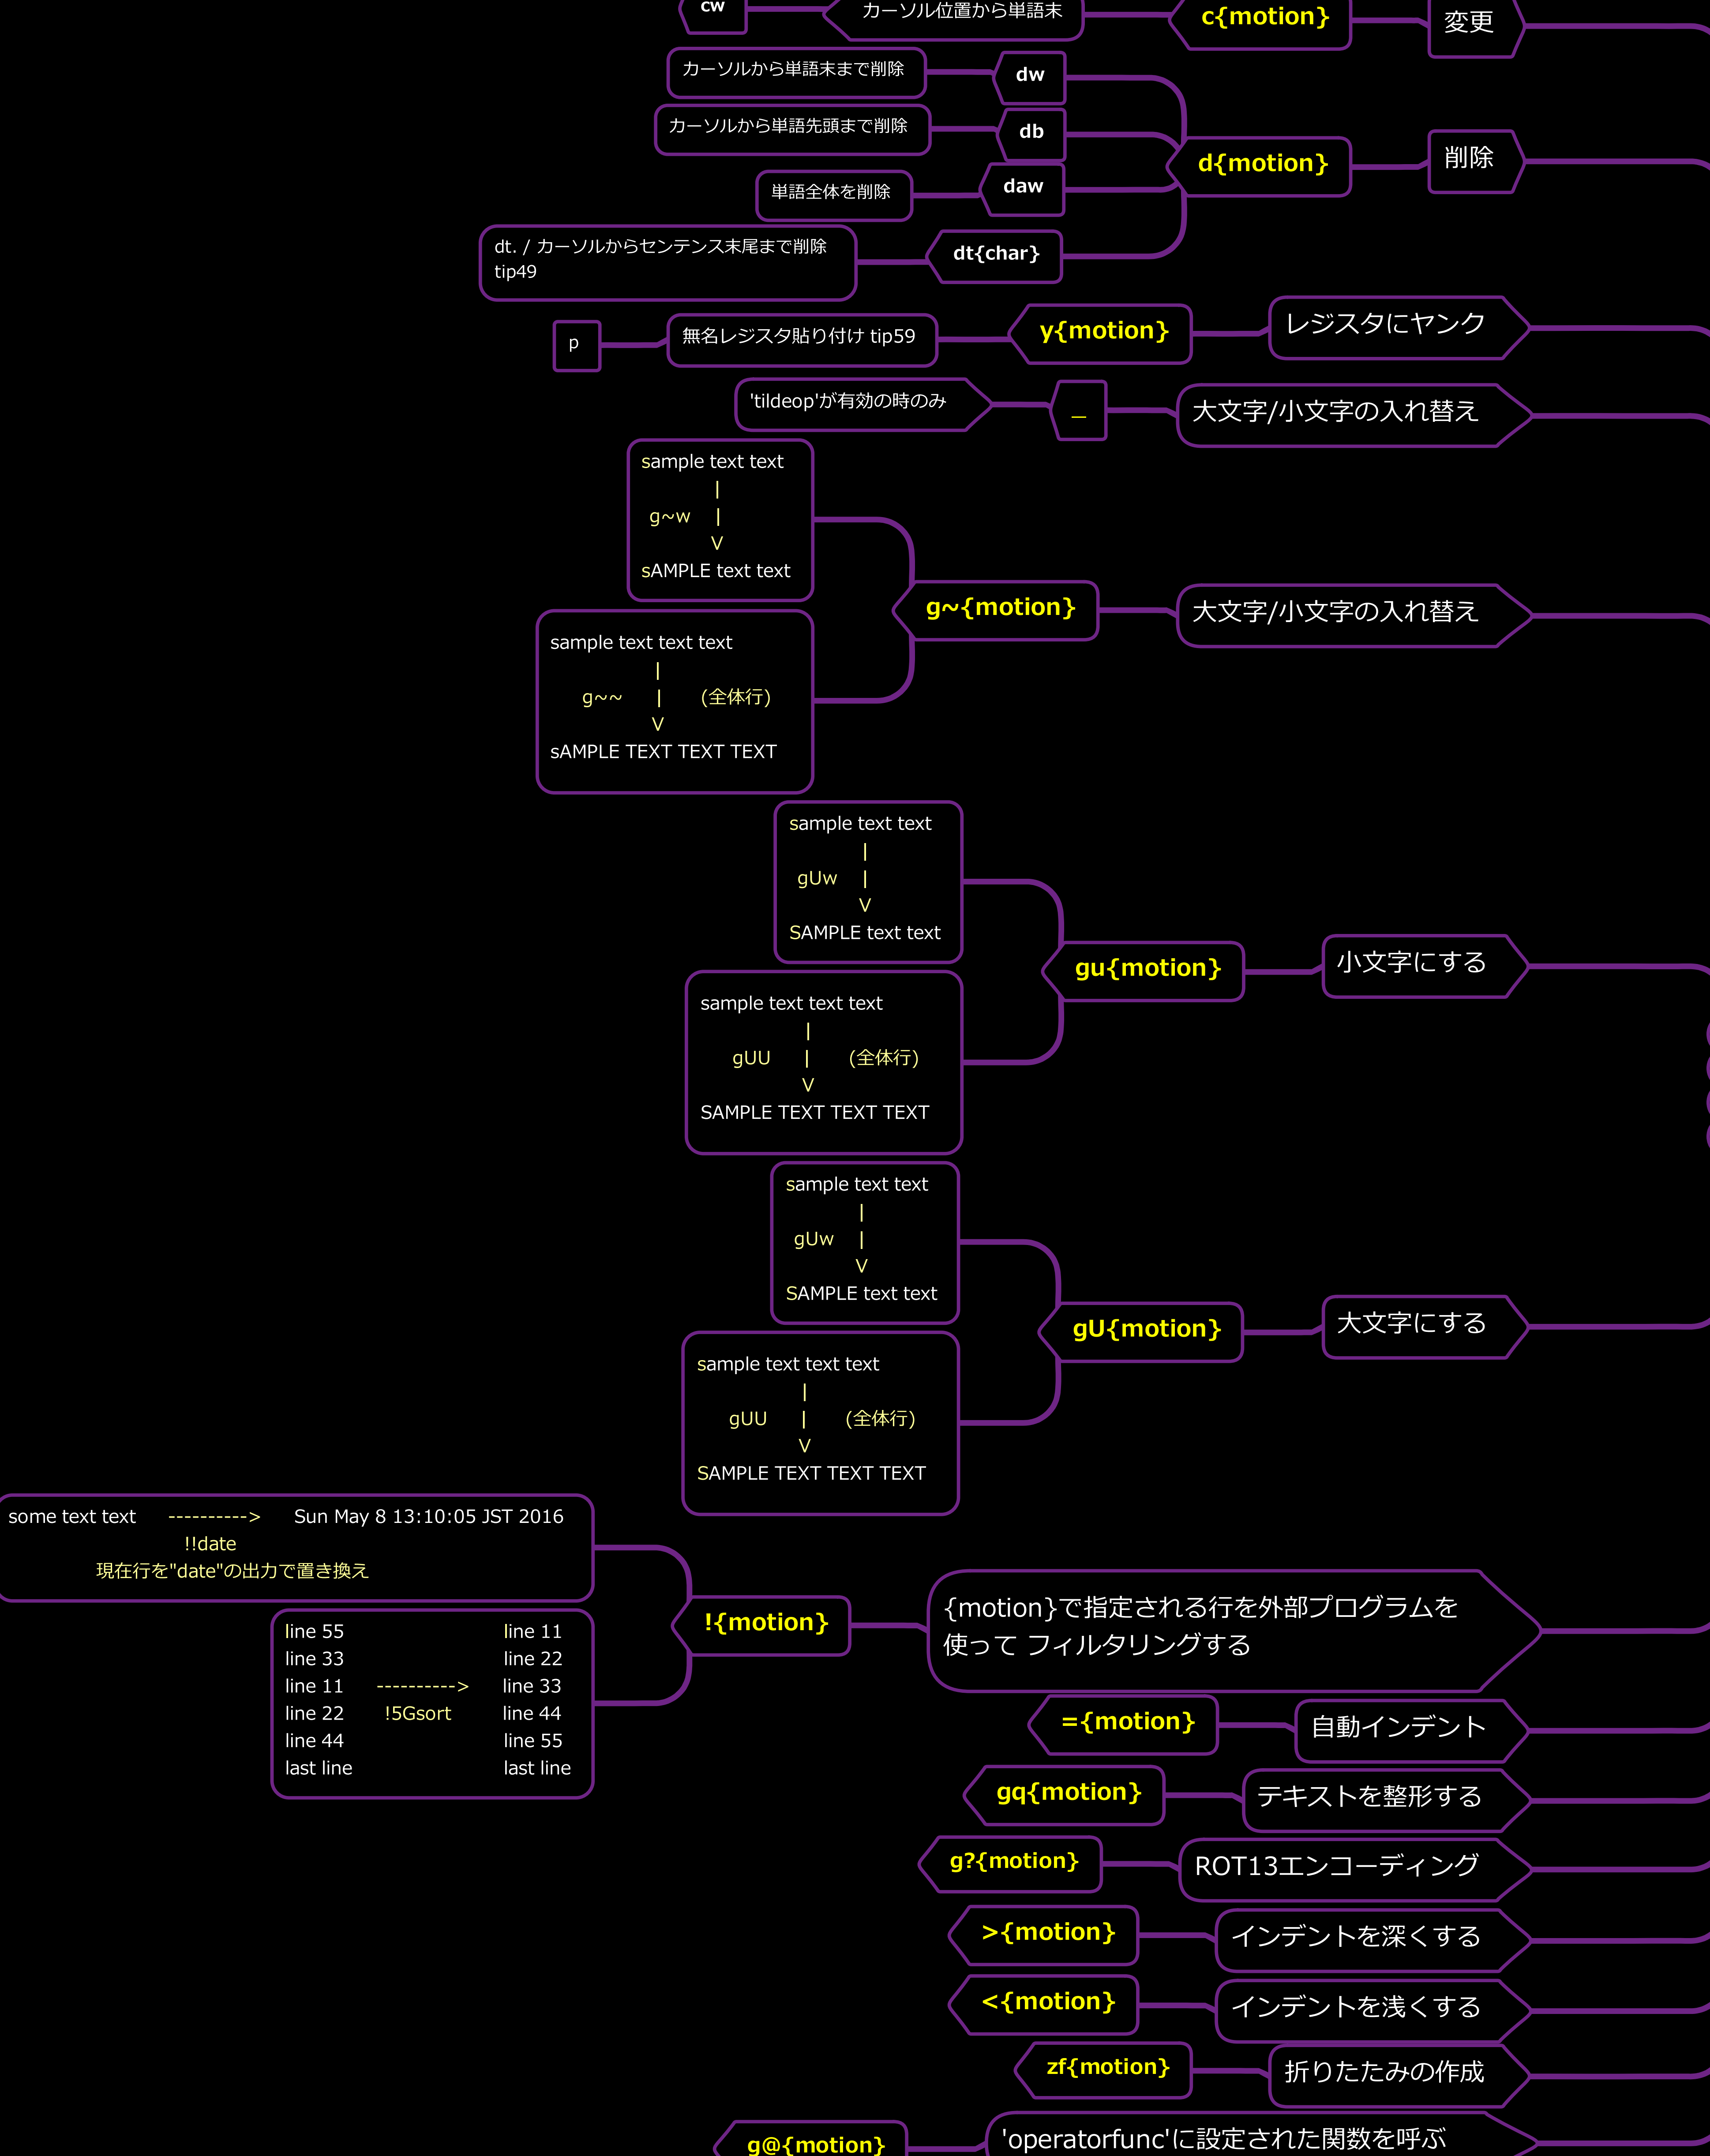 cw
カーソル位置から単語末
c{motion}
変更
カーソルから単語末まで削除
dw
カーソルから単語先頭まで削除
db
単語全体を削除
daw
dt. / カーソルからセンテンス末尾まで削除
tip49
dt{char}
d{motion}
削除
p
無名レジスタ貼り付け tip59
y{motion}
レジスタにヤンク
'tildeop'が有効の時のみ
_
大文字/小文字の入れ替え
sample text text
|
g~w |
V
sAMPLE text text
sample text text text
|
g~~ | (全体行)
V
sAMPLE TEXT TEXT TEXT
g~{motion}
大文字/小文字の入れ替え
sample text text
|
gUw |
V
SAMPLE text text
sample text text text
|
gUU | (全体行)
V
SAMPLE TEXT TEXT TEXT
gu{motion}
小文字にする
sample text text
|
gUw |
V
SAMPLE text text
sample text text text
|
gUU | (全体行)
V
SAMPLE TEXT TEXT TEXT
gU{motion}
大文字にする
some text text ----------> Sun May 8 13:10:05 JST 2016
!!date
現在行を"date"の出力で置き換え
line 55 line 11
line 33 line 22
line 11 ----------> line 33
line 22 !5Gsort line 44
line 44 line 55
last line last line
!{motion}
{motion}で指定される行を外部プログラムを
使って フィルタリングする
={motion}
自動インデント
gq{motion}
テキストを整形する
g?{motion}
ROT13エンコーディング
>{motion}
インデントを深くする
<{motion}
インデントを浅くする
zf{motion}
折りたたみの作成
g@{motion}
'operatorfunc'に設定された関数を呼ぶ